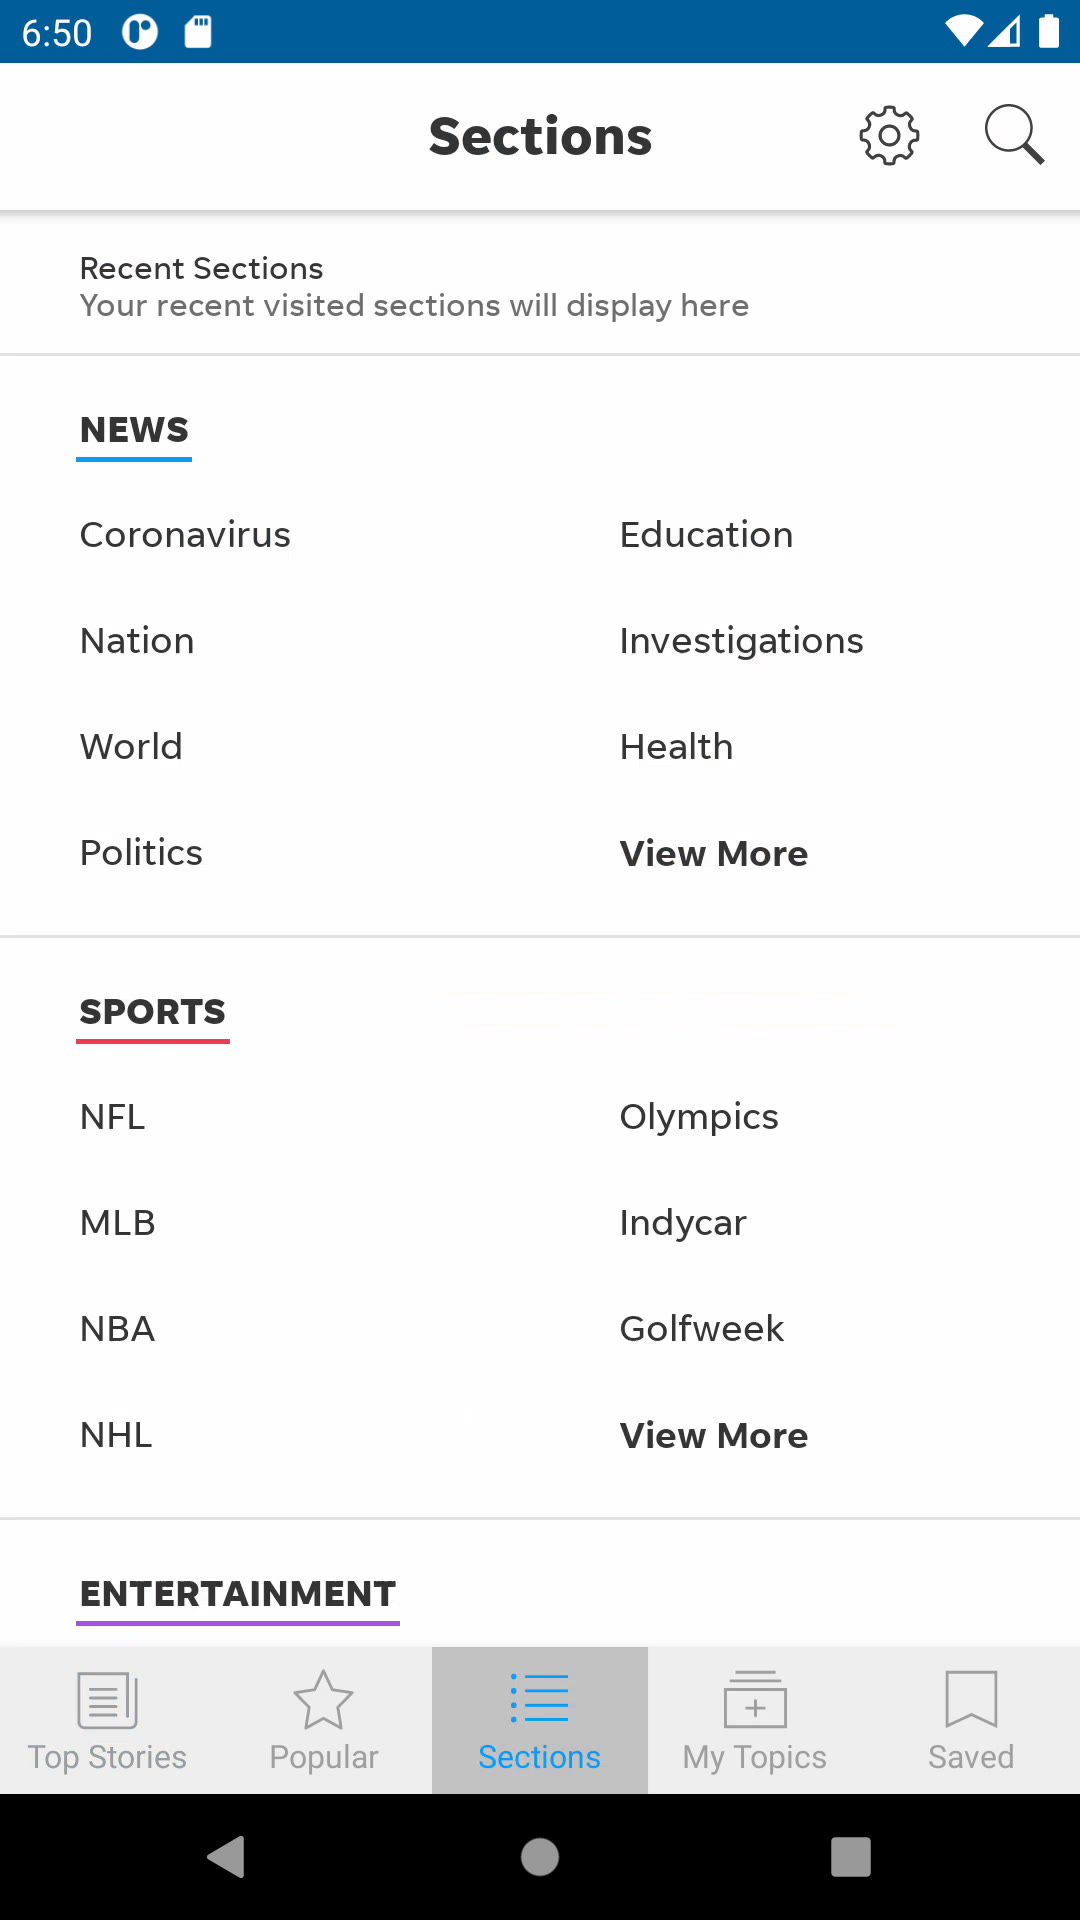 6:50
Sections
Recent Sections
Your recent visited sections will display here
NEWS
Coronavirus
Education
Nation
Investigations
World
Health
Politics
View More
SPORTS
NFL
Olympics
MLB
Indycar
NBA
Golfweek
NHL
View More
ENTERTAINMENT
Top Stories
Popular
Sections
My Topics
Saved